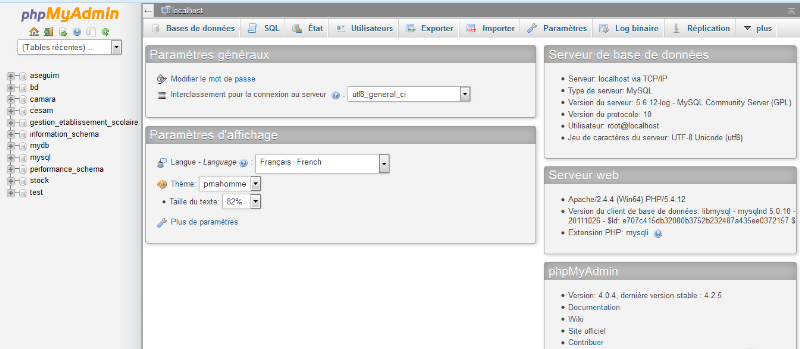 phpMyAdmin
(Tables récentes) ...
aseguim
bd
camara
cesam
gestion_etablissement_scolaire
information_schema
mydb
mysql
performance_schema
stock
test
localhost
Bases de données SQL État Utilisateurs Exporter Importer Paramètres Log binaire Réplication plus
Paramètres généraux
Modifier le mot de passe
Interclassement pour la connexion au serveur : utf8_general_ci
Paramètres d'affichage
Langue - Language : Français - French
Thème: pmahomme
Taille du texte: 82%
Plus de paramètres
Serveur de base de données
Serveur: localhost via TCP/IP
Type de serveur: MySQL
Version du serveur: 5.6.12-log - MySQL Community Server (GPL)
Version du protocole: 10
Utilisateur: root@localhost
Jeu de caractères du serveur: UTF-8 Unicode (utf8)
Serveur web
Apache/2.4.4 (Win64) PHP/5.4.12
Version du client de base de données: libmysql - mysqlnd 5.0.10 -
20111026 - $Id: e707c415db32080b3752b232487a435ee0372157 $
Extension PHP: mysqli
phpMyAdmin
Version: 4.0.4, dernière version stable : 4.2.5
Documentation
Wiki
Site officiel
Contribuer